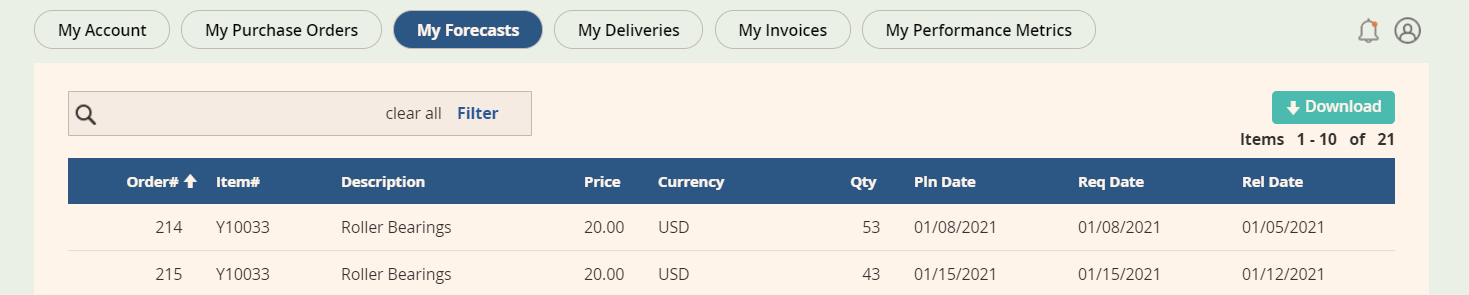 My Account My Purchase Orders My Forecasts My Deliveries My Invoices My Performance Metrics
clear all Filter
Download
Items 1 - 10 of 21
Order# Item# Description Price Currency Qty Pln Date Req Date Rel Date
214 Y10033 Roller Bearings 20.00 USD 53 01/08/2021 01/08/2021 01/05/2021
215 Y10033 Roller Bearings 20.00 USD 43 01/15/2021 01/15/2021 01/12/2021